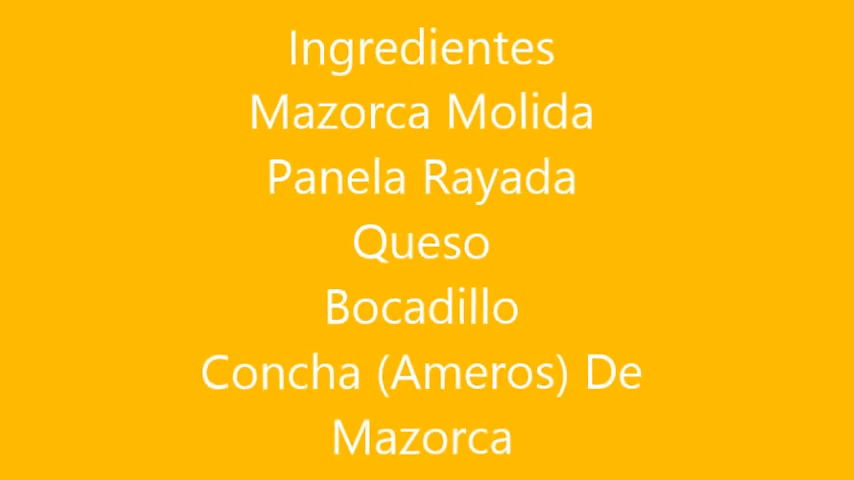 Ingredientes
Mazorca Molida
Panela Rayada
Queso
Bocadillo
Concha (Ameros) De
Mazorca